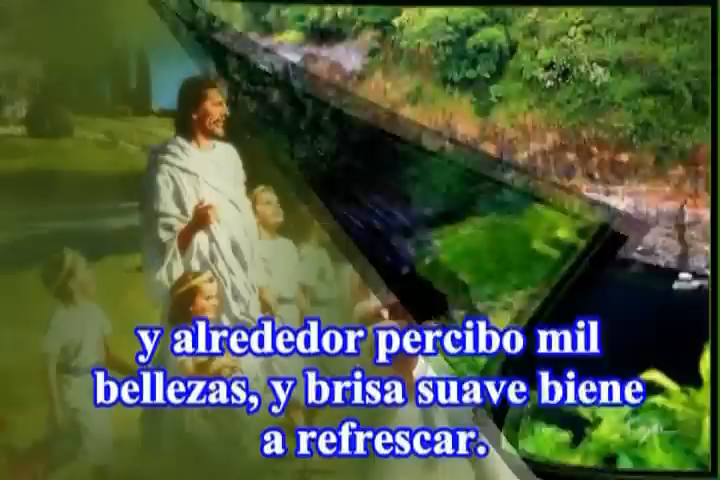 y alrededor percibo mil
bellezas, y brisa suave biene
a refrescar.